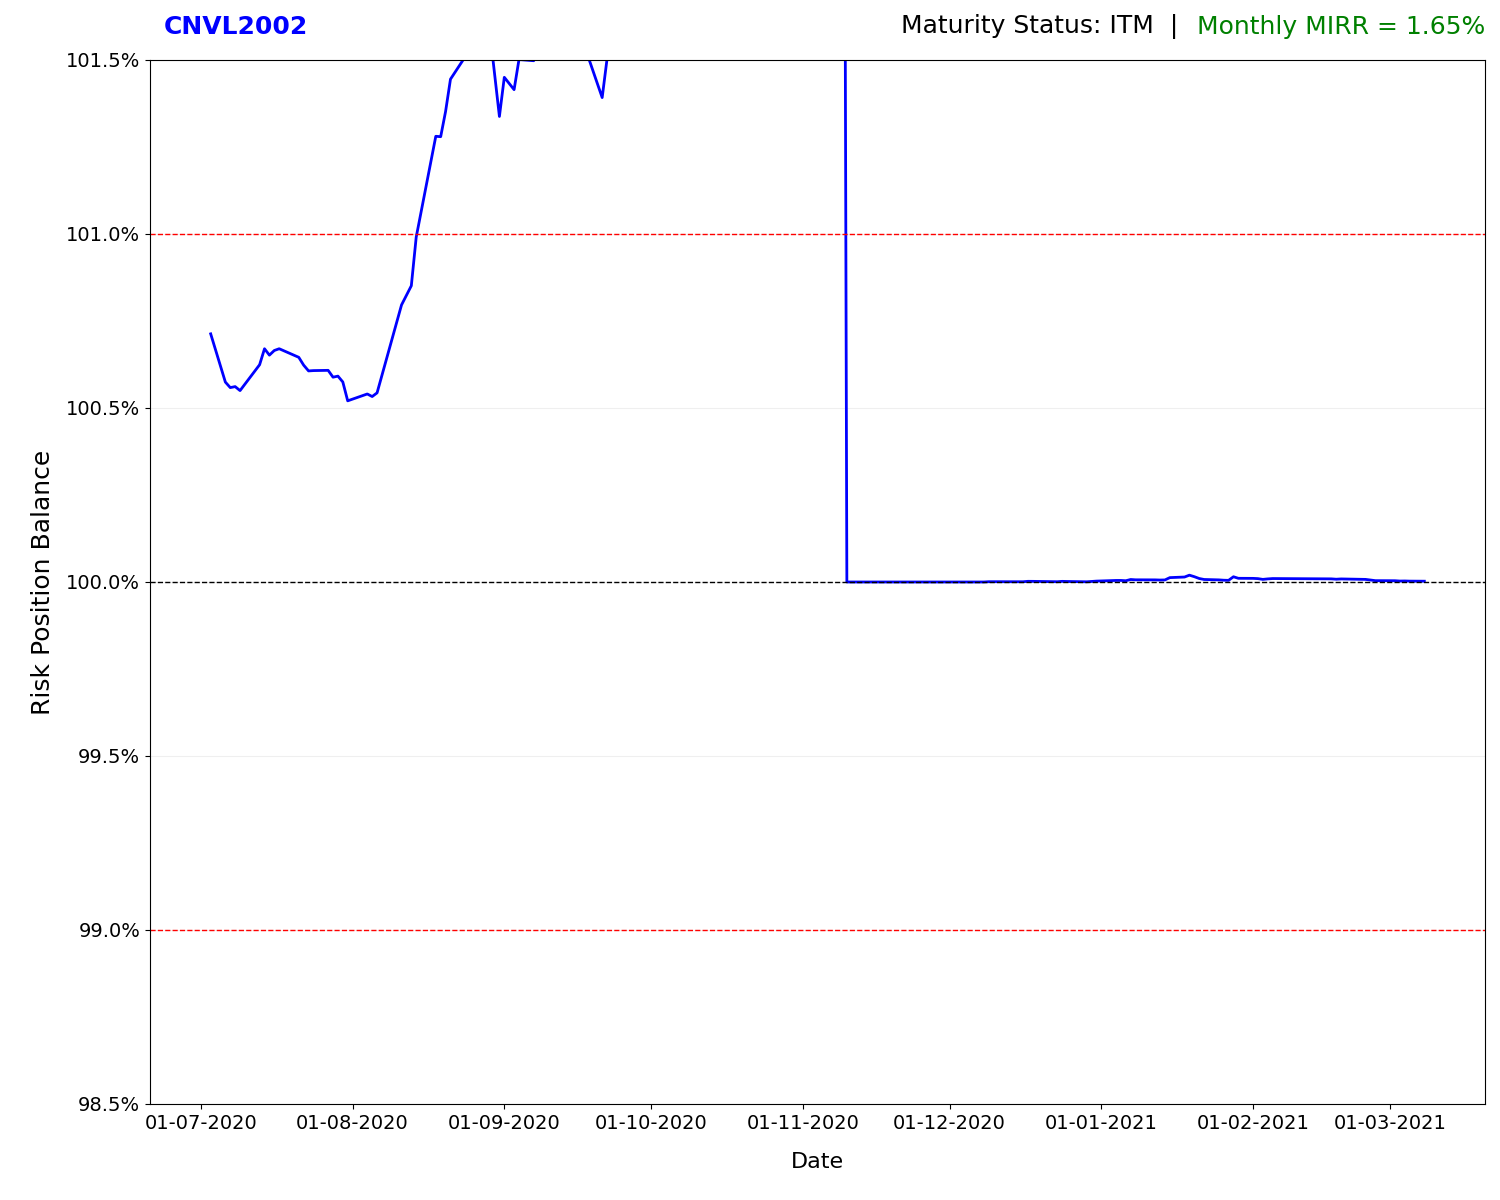 CNVL2002
Maturity Status: ITM | Monthly MIRR = 1.65%
101.5%
101.0%
100.5%
100.0%
99.5%
99.0%
98.5%
Risk Position Balance
01-07-2020 01-08-2020 01-09-2020 01-10-2020 01-11-2020 01-12-2020 01-01-2021 01-02-2021 01-03-2021
Date